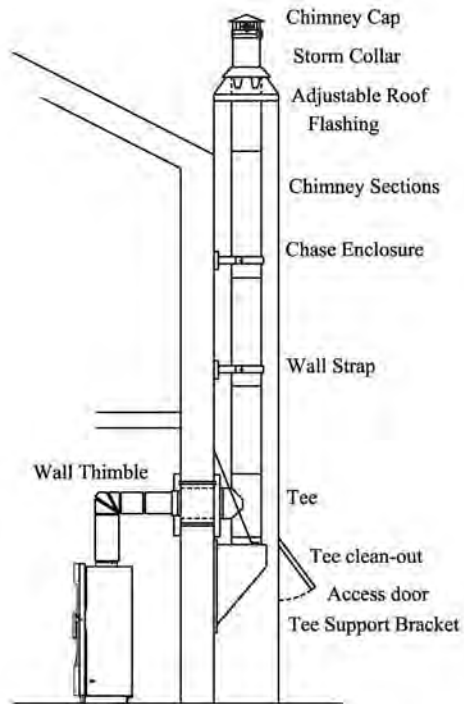 Chimney Cap
Storm Collar
Adjustable Roof
Flashing
Chimney Sections
Chase Enclosure
Wall Strap
Wall Thimble
Tee
Tee clean-out
Access door
Tee Support Bracket